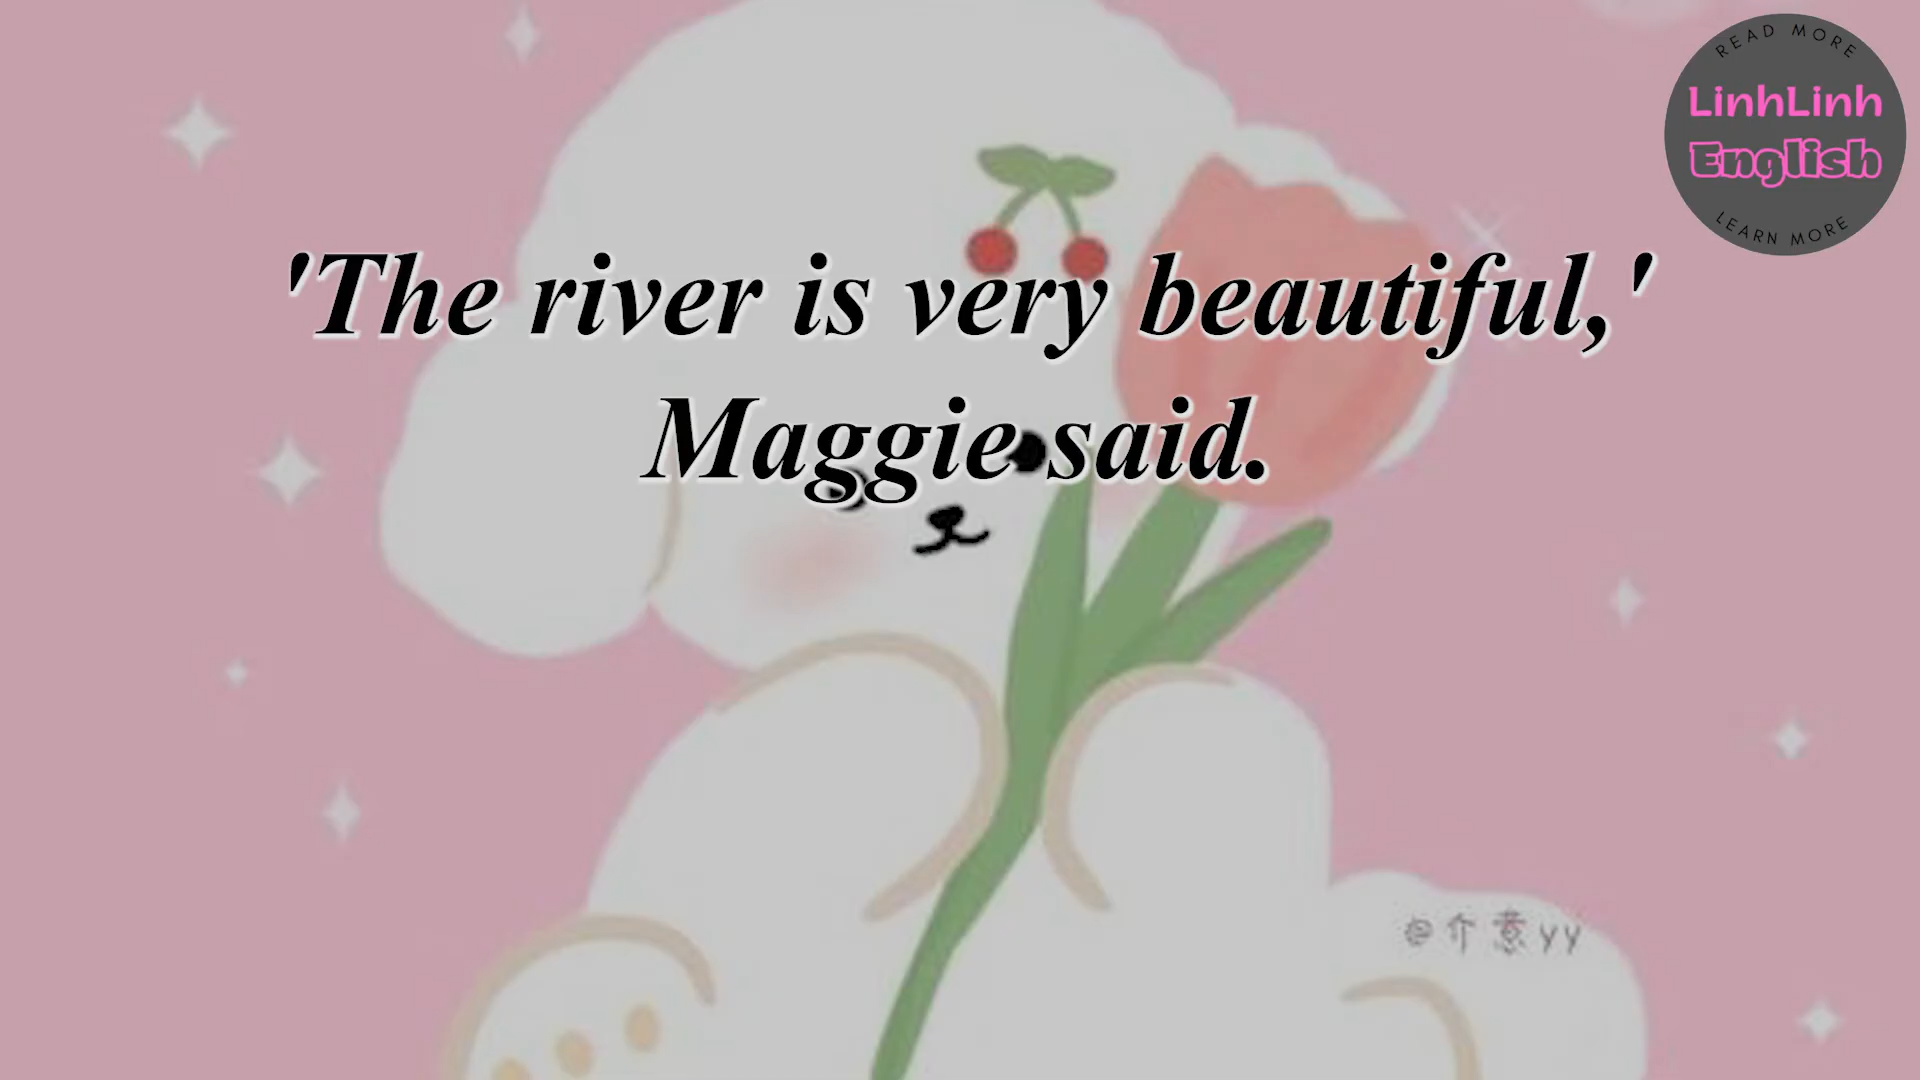 READ MORE
LinhLinh
English
LEARN MORE
'The river is very beautiful,'
Maggie said.
@介意yy